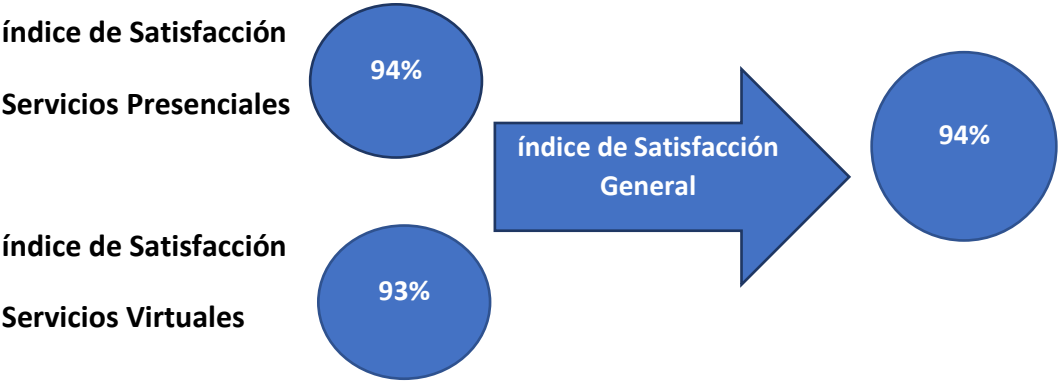 índice de Satisfacción
Servicios Presenciales
94%
índice de Satisfacción
General
94%
índice de Satisfacción
Servicios Virtuales
93%